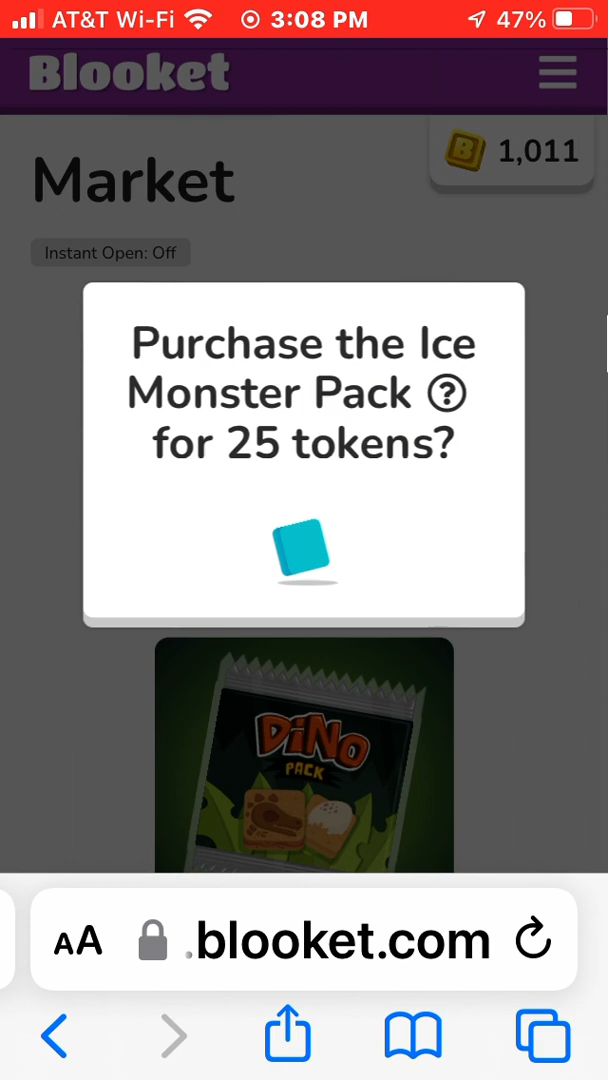 AT&T Wi-Fi 3:08 PM 47%
Blooket
B 1,011
Market
Instant Open: Off
Purchase the Ice
Monster Pack ?
for 25 tokens?
DINO
PACK
AA .blooket.com